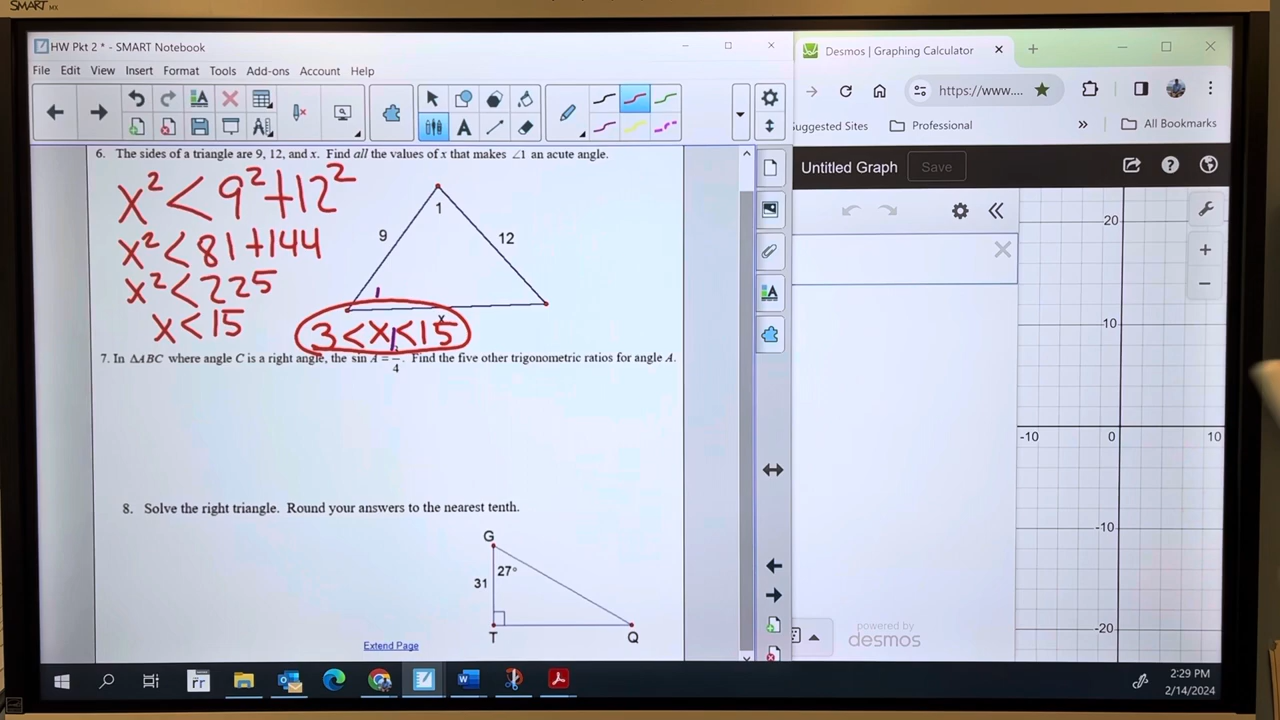 SMART MX
HW Pkt 2 * - SMART Notebook
File Edit View Insert Format Tools Add-ons Account Help
Desmos | Graphing Calculator
https://www....
uggested Sites Professional » All Bookmarks
Untitled Graph Save
6. The sides of a triangle are 9, 12, and x. Find all the values of x that makes ∠1 an acute angle.
x² < 9² + 12²
x² < 81 + 144
x² < 225
x < 15
1
9
12
x
3 < x < 15
7. In ΔABC where angle C is a right angle, the sin A = /4. Find the five other trigonometric ratios for angle A.
8. Solve the right triangle. Round your answers to the nearest tenth.
G
27°
31
T
Q
Extend Page
20
10
-10 0 10
-10
-20
powered by
desmos
2:29 PM
2/14/2024